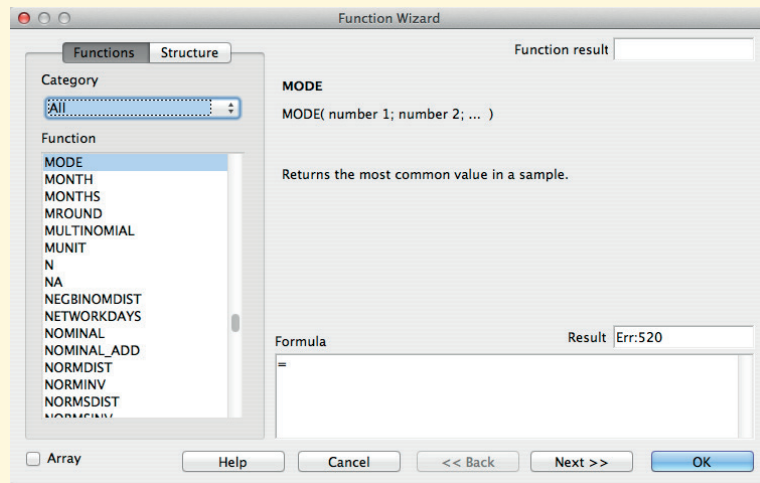 Function Wizard
Functions Structure
Category
All
Function
MODE
MONTH
MONTHS
MROUND
MULTINOMIAL
MUNIT
N
NA
NEGBINOMDIST
NETWORKDAYS
NOMINAL
NOMINAL_ADD
NORMDIST
NORMINV
NORMSDIST
NORMSINV
Function result
MODE
MODE( number 1; number 2; ... )
Returns the most common value in a sample.
Formula
Result Err:520
=
Array
Help
Cancel
<< Back
Next >>
OK